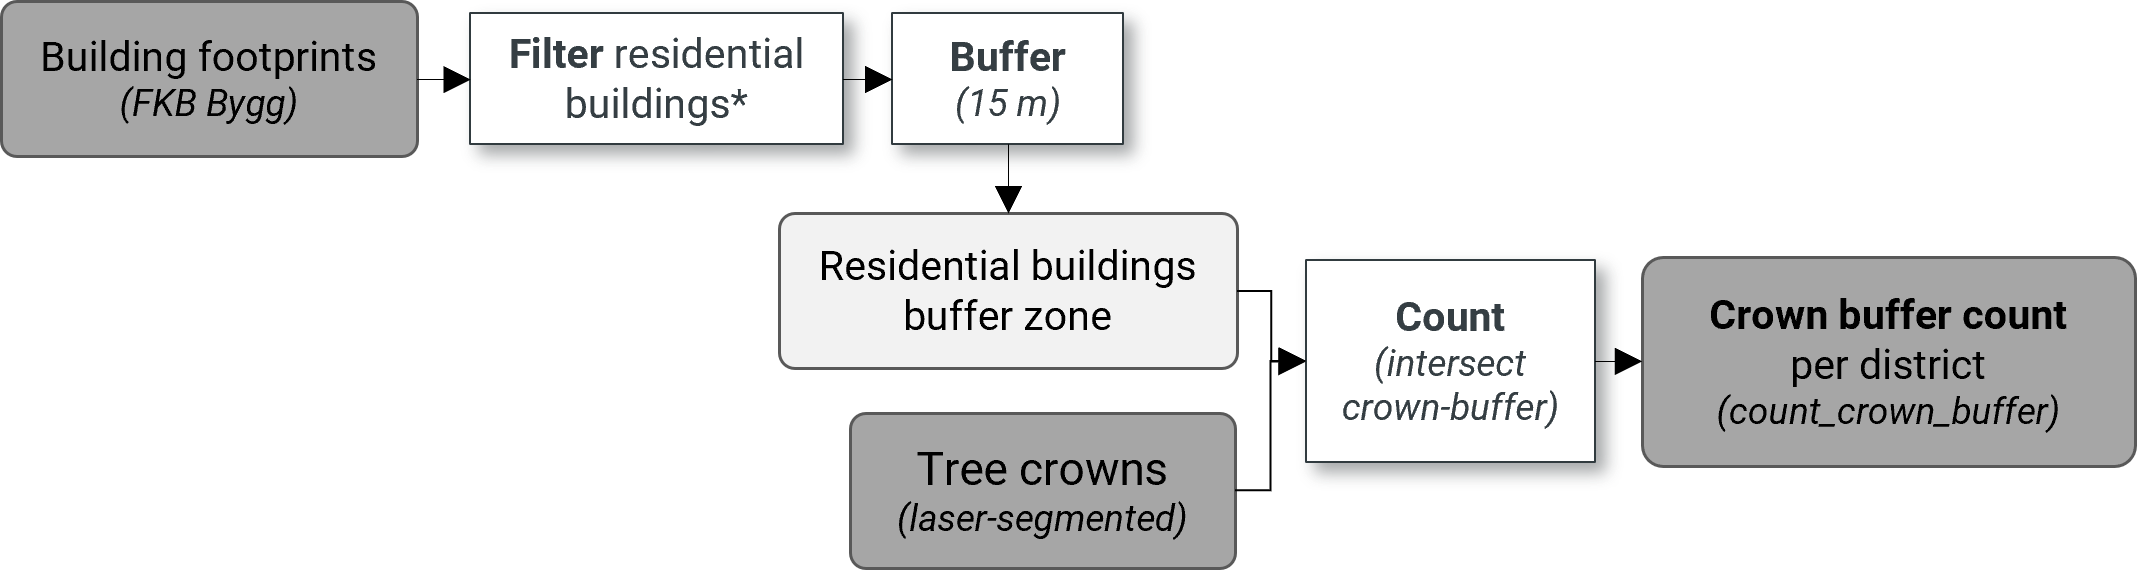 Building footprints
(FKB Bygg)
Filter residential
buildings*
Buffer
(15 m)
Residential buildings
buffer zone
Tree crowns
(laser-segmented)
Count
(intersect
crown-buffer)
Crown buffer count
per district
(count_crown_buffer)